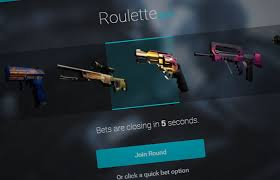 Roulette
Bets are closing in 5 seconds.
Join Round
Or click a quick bet option